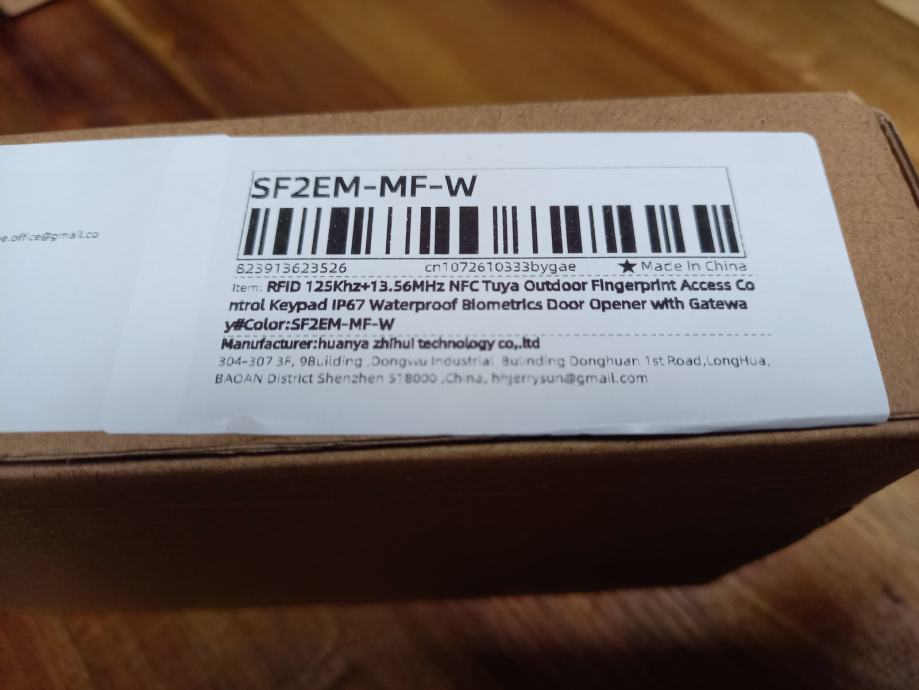 e.office@gmail.co
SF2EM-MF-W
823913623526 cn1072610333bygae ★ Made In China
Item: RFID 125Khz+13.56MHz NFC Tuya Outdoor Fingerprint Access Co
ntrol Keypad IP67 Waterproof Biometrics Door Opener with Gatewa
y#Color:SF2EM-MF-W
Manufacturer:huanya zhihui technology co,.ltd
304-307 3F, 9Building ,Dongwu Industrial Bulinding Donghuan 1st Road,LongHua,
BAOAN District Shenzhen 518000 ,China, hhjerrysun@gmail.com